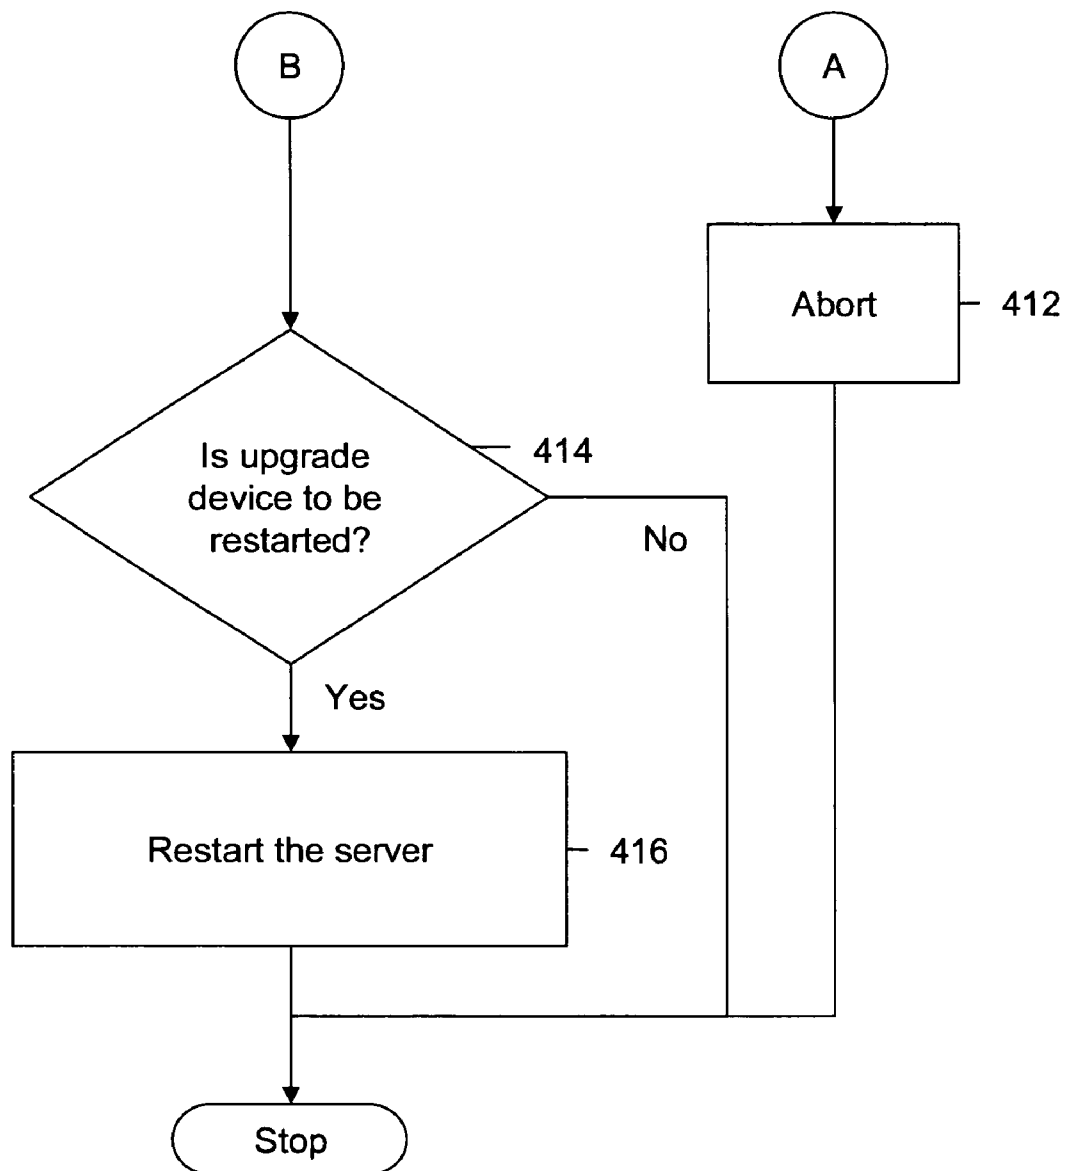 B
A
Abort
412
Is upgrade
device to be
restarted?
414
No
Yes
Restart the server
416
Stop